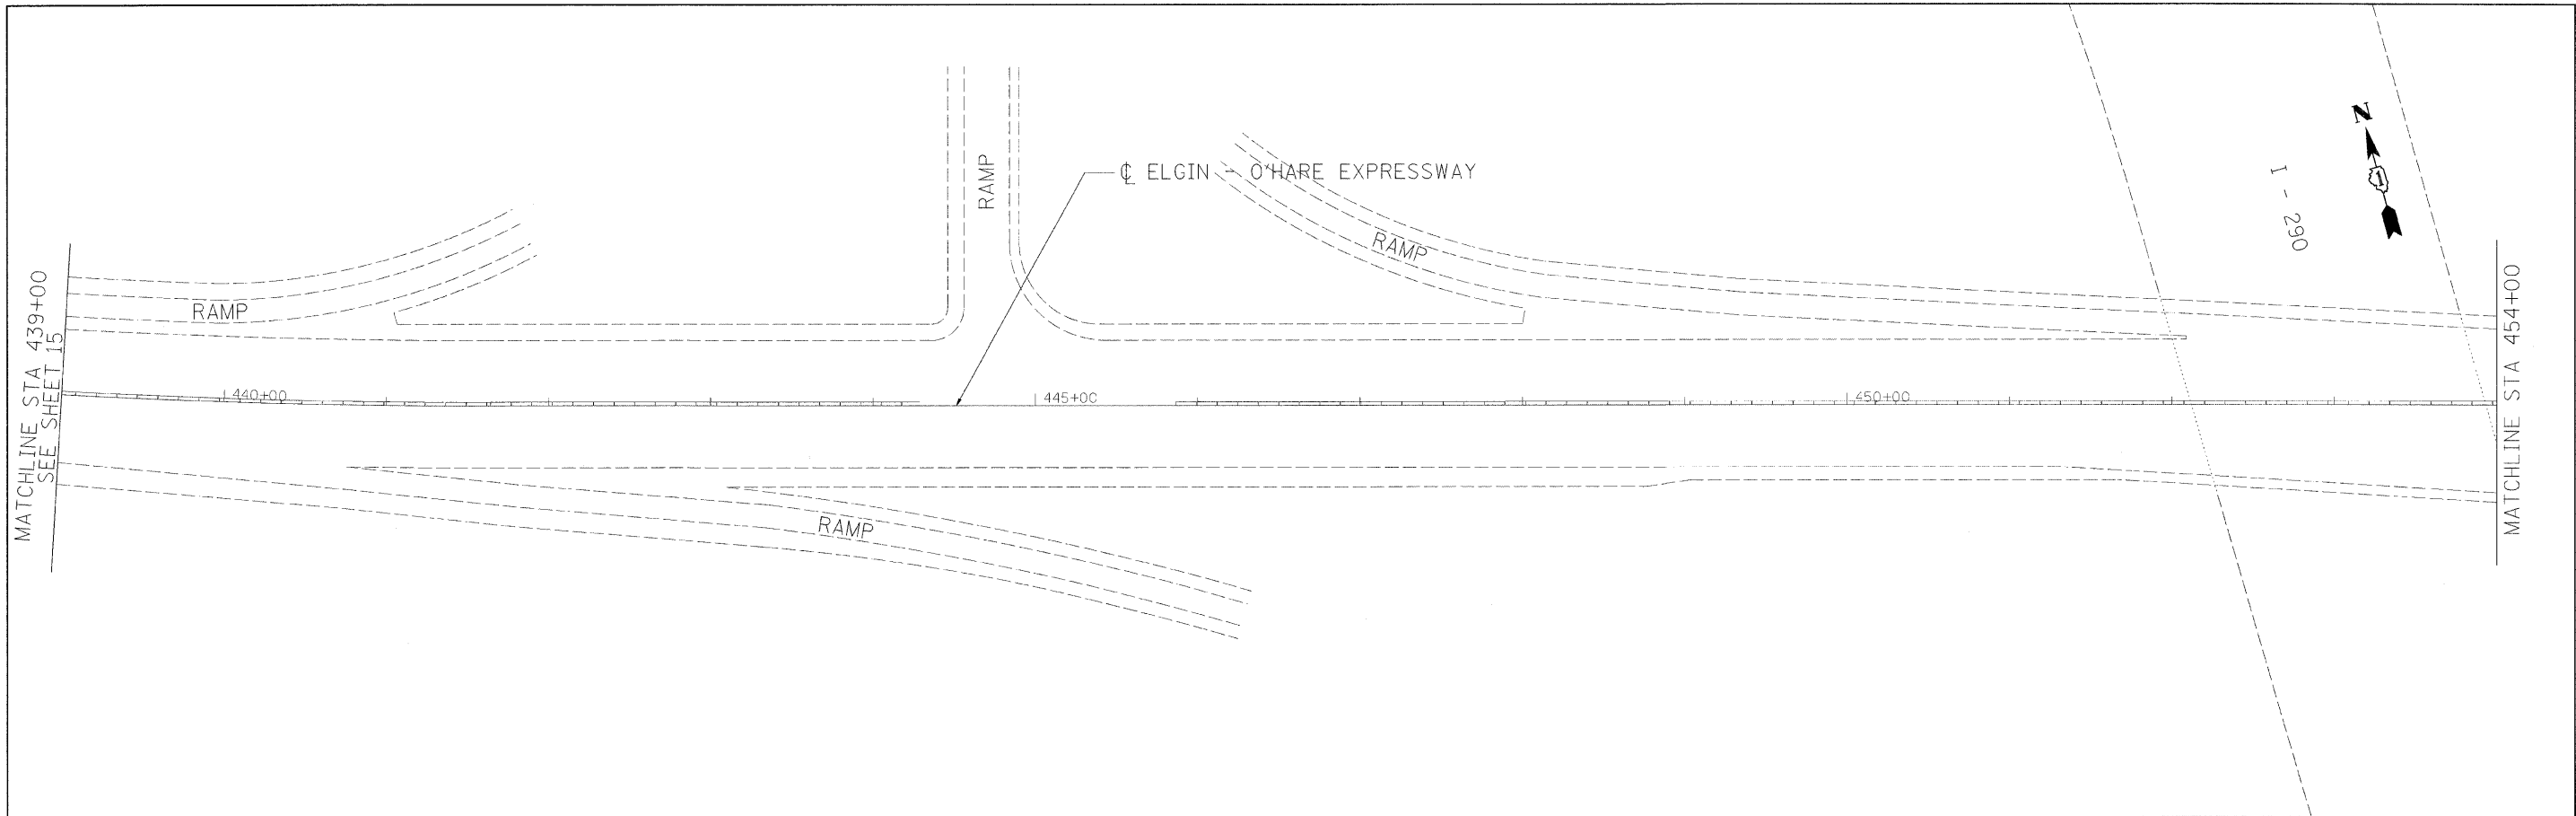 MATCHLINE STA 439+00
SEE SHEET 15
RAMP
440+00
RAMP
℄ ELGIN - O'HARE EXPRESSWAY
445+00
RAMP
RAMP
450+00
I - 290
N
MATCHLINE STA 454+00